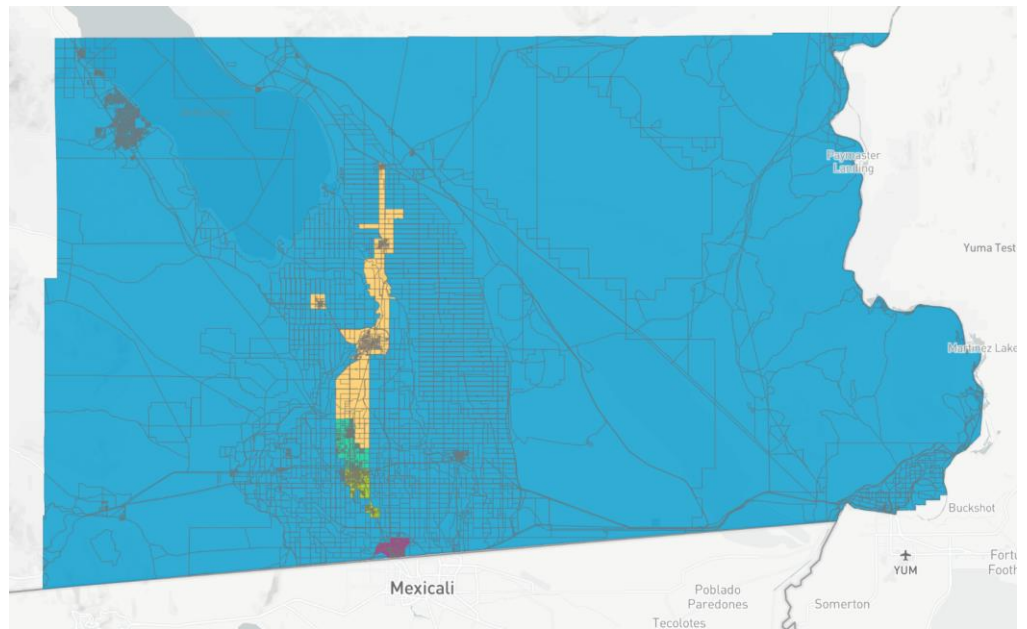 Paymaster
Landing
Yuma Test
Martinez Lake
Buckshot
YUM
Fortu
Footh
Mexicali
Poblado
Paredones
Somerton
Tecolotes